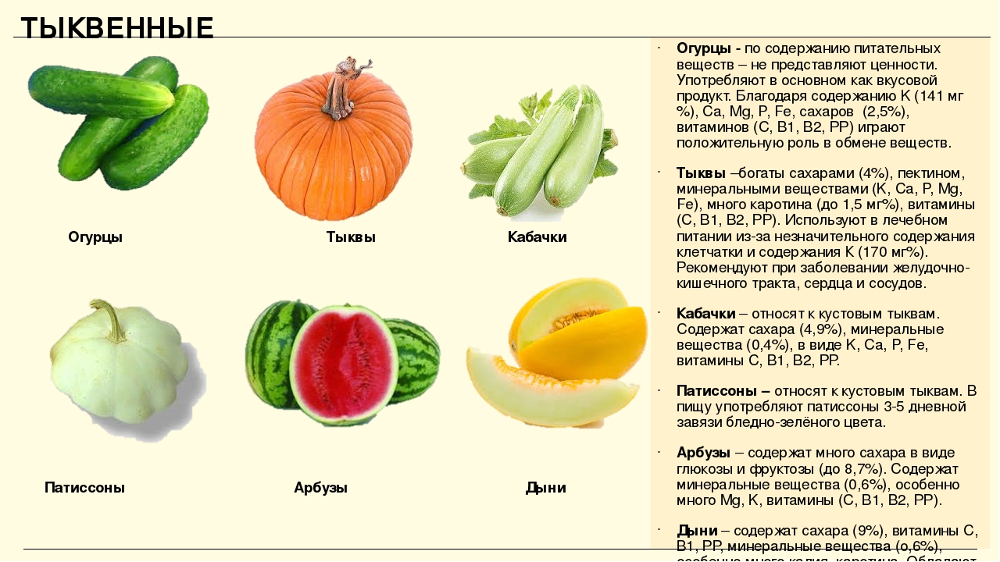 ТЫКВЕННЫЕ
Огурцы
Тыквы
Кабачки
Патиссоны
Арбузы
Дыни
· Огурцы - по содержанию питательных
веществ – не представляют ценности.
Употребляют в основном как вкусовой
продукт. Благодаря содержанию К (141 мг
%), Ca, Mg, P, Fe, сахаров (2,5%),
витаминов (С, В1, В2, РР) играют
положительную роль в обмене веществ.
· Тыквы –богаты сахарами (4%), пектином,
минеральными веществами (K, Ca, P, Mg,
Fe), много каротина (до 1,5 мг%), витамины
(С, В1, В2, РР). Используют в лечебном
питании из-за незначительного содержания
клетчатки и содержания К (170 мг%).
Рекомендуют при заболевании желудочно-
кишечного тракта, сердца и сосудов.
· Кабачки – относят к кустовым тыквам.
Содержат сахара (4,9%), минеральные
вещества (0,4%), в виде K, Ca, P, Fe,
витамины С, В1, В2, РР.
· Патиссоны – относят к кустовым тыквам. В
пищу употребляют патиссоны 3-5 дневной
завязи бледно-зелёного цвета.
· Арбузы – содержат много сахара в виде
глюкозы и фруктозы (до 8,7%). Содержат
минеральные вещества (0,6%), особенно
много Mg, K, витамины (С, В1, В2, РР).
· Дыни – содержат сахара (9%), витамины С,
В1, РР, минеральные вещества (о,6%),
особенно много калия, каротина. Обладают